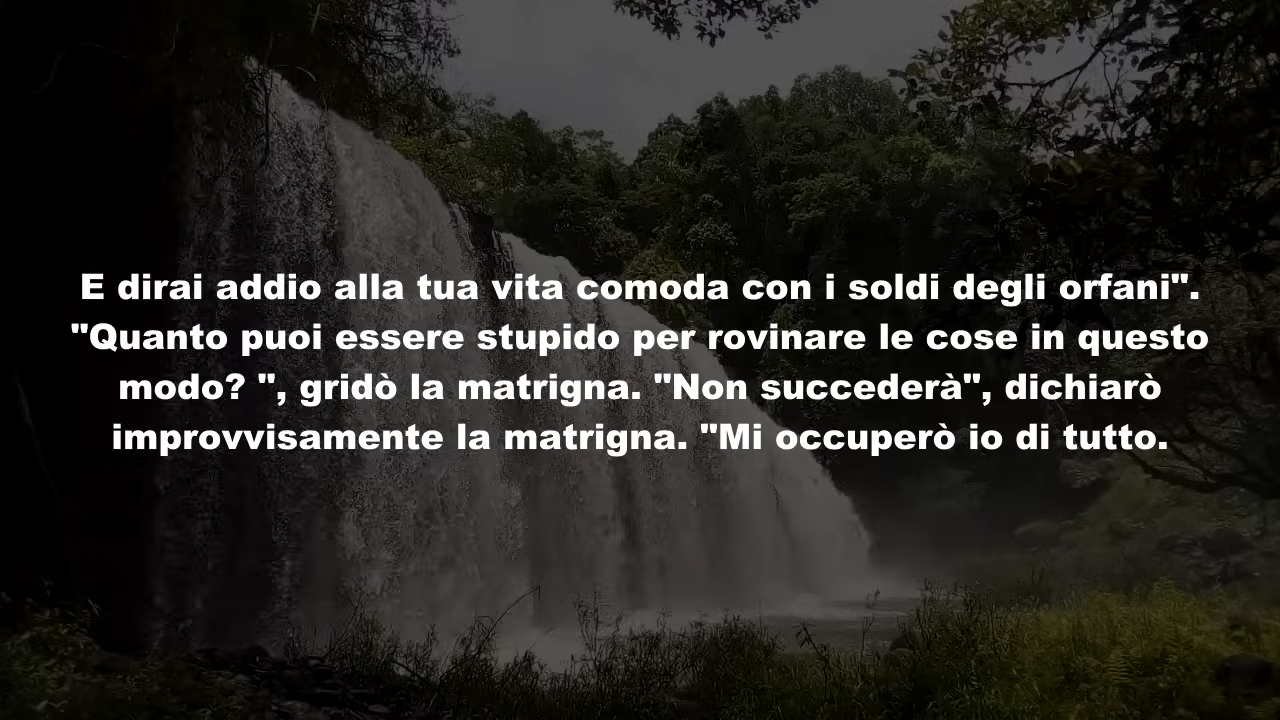 E dirai addio alla tua vita comoda con i soldi degli orfani".
"Quanto puoi essere stupido per rovinare le cose in questo
modo? ", gridò la matrigna. "Non succederà", dichiarò
improvvisamente la matrigna. "Mi occuperò io di tutto.